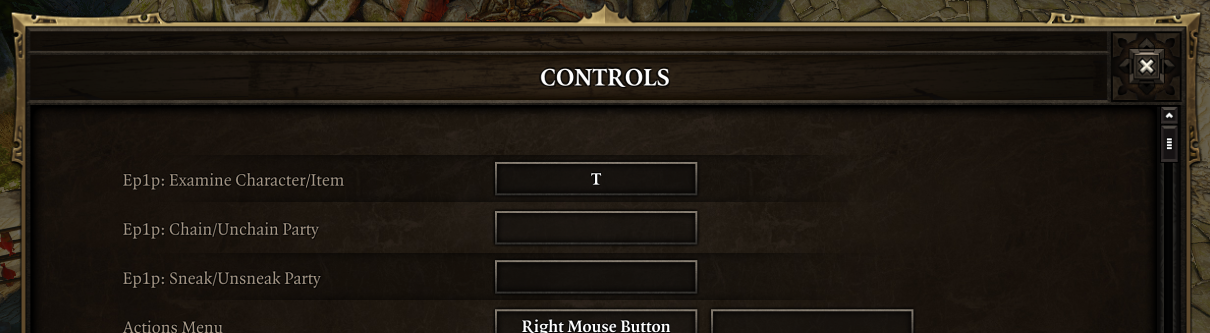 CONTROLS
Ep1p: Examine Character/Item T
Ep1p: Chain/Unchain Party
Ep1p: Sneak/Unsneak Party
Actions Menu Right Mouse Button